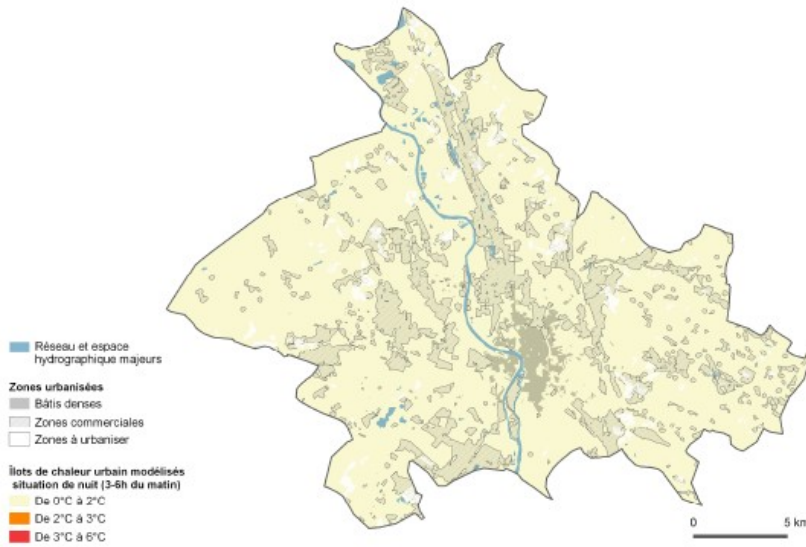 Réseau et espace
hydrographique majeurs
Zones urbanisées
Bâtis denses
Zones commerciales
Zones à urbaniser
Îlots de chaleur urbain modélisés
situation de nuit (3-6h du matin)
De 0°C à 2°C
De 2°C à 3°C
De 3°C à 6°C
0 5 km